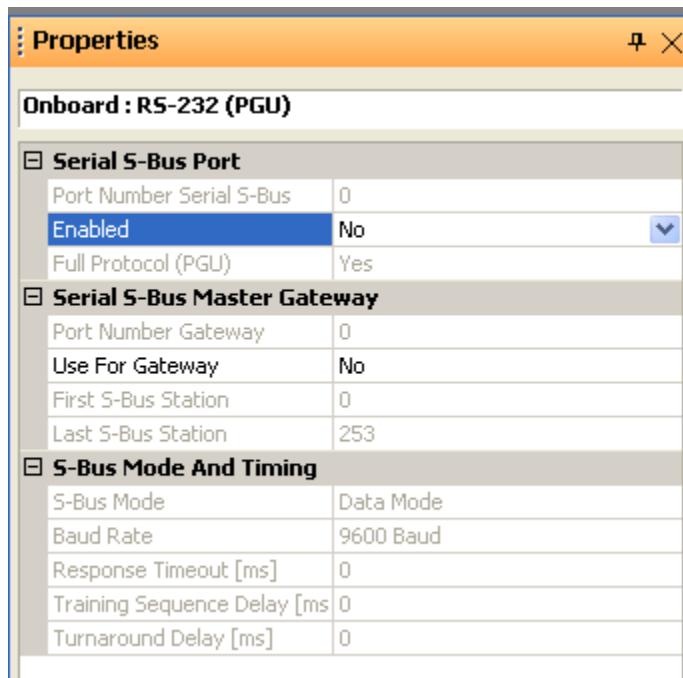 Properties
Onboard : RS-232 (PGU)
Serial S-Bus Port
Port Number Serial S-Bus 0
Enabled No
Full Protocol (PGU) Yes
Serial S-Bus Master Gateway
Port Number Gateway 0
Use For Gateway No
First S-Bus Station 0
Last S-Bus Station 253
S-Bus Mode And Timing
S-Bus Mode Data Mode
Baud Rate 9600 Baud
Response Timeout [ms] 0
Training Sequence Delay [ms 0
Turnaround Delay [ms] 0